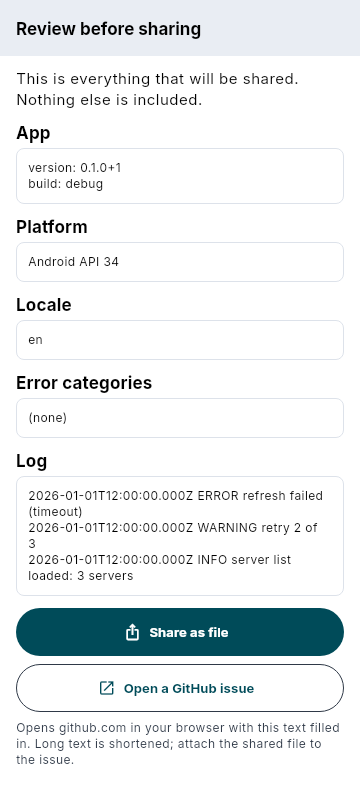 Review before sharing
This is everything that will be shared.
Nothing else is included.
App
version: 0.1.0+1
build: debug
Platform
Android API 34
Locale
en
Error categories
(none)
Log
2026-01-01T12:00:00.000Z ERROR refresh failed
(timeout)
2026-01-01T12:00:00.000Z WARNING retry 2 of
3
2026-01-01T12:00:00.000Z INFO server list
loaded: 3 servers
Share as file
Open a GitHub issue
Opens github.com in your browser with this text filled
in. Long text is shortened; attach the shared file to
the issue.